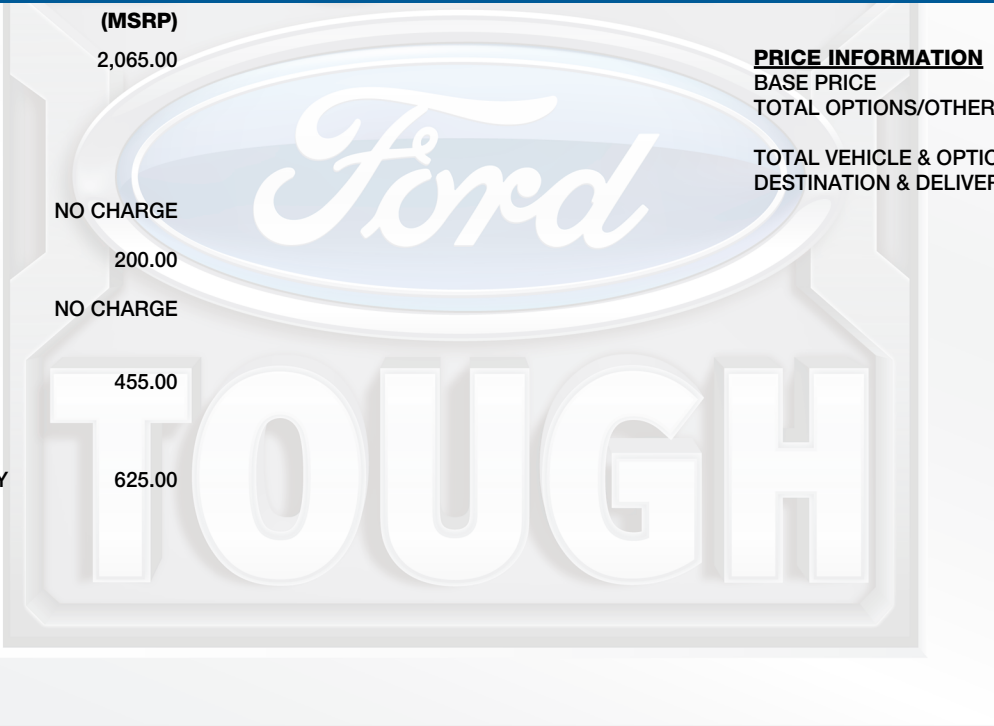 (MSRP)
2,065.00
NO CHARGE
200.00
NO CHARGE
455.00
Y 625.00
PRICE INFORMATION
BASE PRICE
TOTAL OPTIONS/OTHER
TOTAL VEHICLE & OPTIO
DESTINATION & DELIVER
Ford
TOUGH